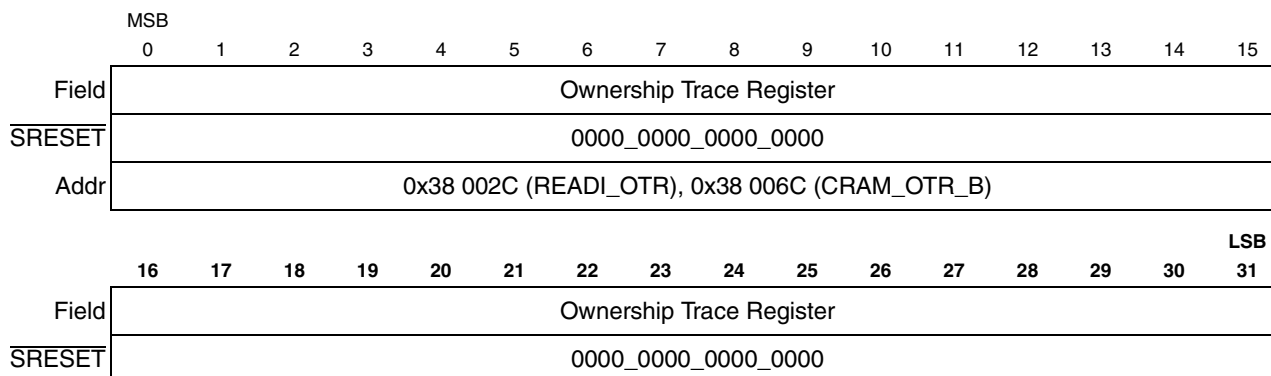 MSB
0 1 2 3 4 5 6 7 8 9 10 11 12 13 14 15
Field Ownership Trace Register
SRESET 0000_0000_0000_0000
Addr 0x38 002C (READI_OTR), 0x38 006C (CRAM_OTR_B)
LSB
16 17 18 19 20 21 22 23 24 25 26 27 28 29 30 31
Field Ownership Trace Register
SRESET 0000_0000_0000_0000